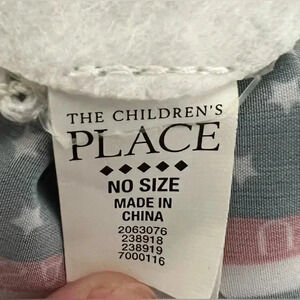 THE CHILDREN'S
PLACE
NO SIZE
MADE IN
CHINA
2063076
238918
238919
7000116